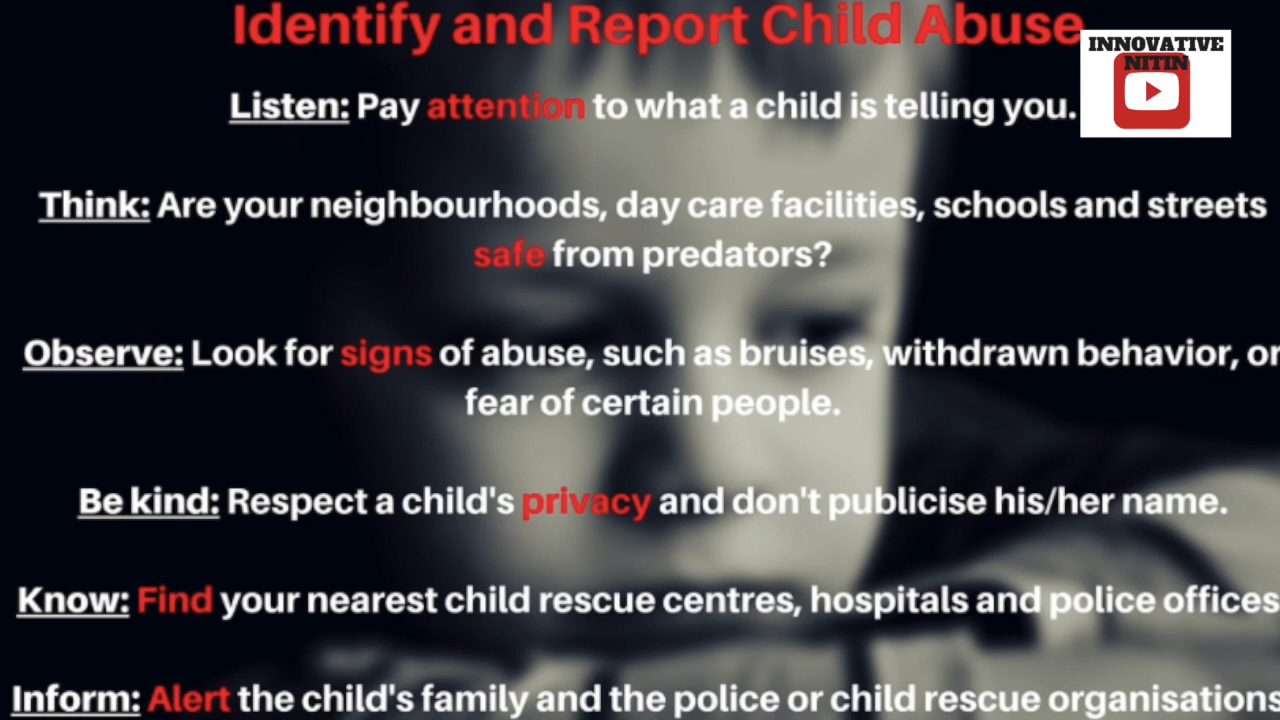 Identify and Report Child Abuse
INNOVATIVE
NITIN
Listen: Pay attention to what a child is telling you.
Think: Are your neighbourhoods, day care facilities, schools and streets
safe from predators?
Observe: Look for signs of abuse, such as bruises, withdrawn behavior, or
fear of certain people.
Be kind: Respect a child's privacy and don't publicise his/her name.
Know: Find your nearest child rescue centres, hospitals and police offices
Inform: Alert the child's family and the police or child rescue organisations